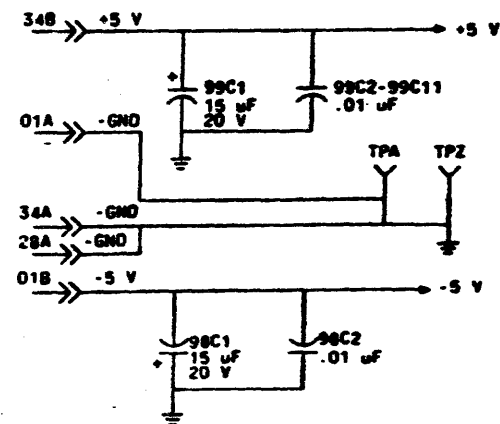 34B +5 V +5 V
+ 99C1
15 uF
20 V
99C2-99C11
.01 uF
01A -GND
TPA TPZ
34A -GND
28A -GND
01B -5 V -5 V
98C1
+ 15 uF
20 V
98C2
.01 uF